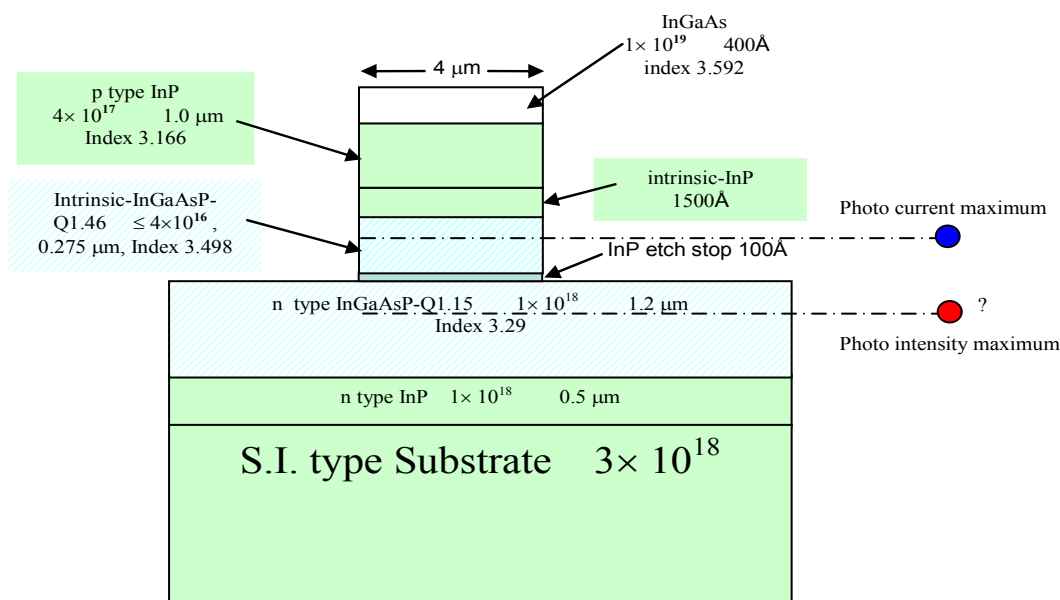 InGaAs
1× 10¹⁹ 400Å
index 3.592
4 μm
p type InP
4× 10¹⁷ 1.0 μm
Index 3.166
intrinsic-InP
1500Å
Intrinsic-InGaAsP-
Q1.46 ≤ 4×10¹⁶ ,
0.275 μm, Index 3.498
Photo current maximum
InP etch stop 100Å
n type InGaAsP-Q1.15 1× 10¹⁸ 1.2 μm
Index 3.29
?
Photo intensity maximum
n type InP 1× 10¹⁸ 0.5 μm
S.I. type Substrate 3× 10¹⁸